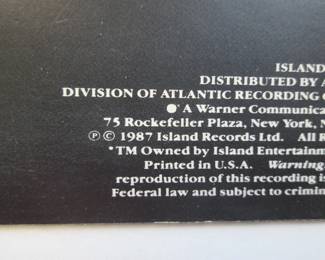 ISLAND
DISTRIBUTED BY A
DIVISION OF ATLANTIC RECORDING
A Warner Communica
75 Rockefeller Plaza, New York, N
℗ © 1987 Island Records Ltd. All R
*TM Owned by Island Entertainm
Printed in U.S.A. Warning:
reproduction of this recording is
Federal law and subject to crimin